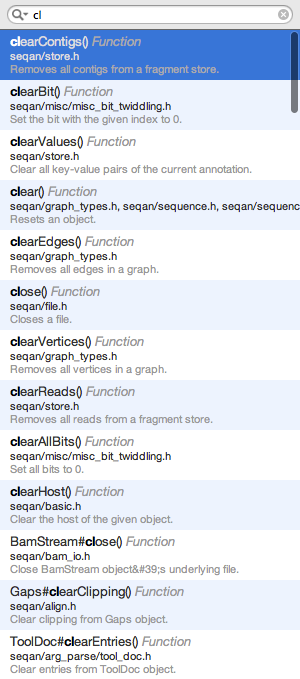 cl
clearContigs() Function
seqan/store.h
Removes all contigs from a fragment store.
clearBit() Function
seqan/misc/misc_bit_twiddling.h
Set the bit with the given index to 0.
clearValues() Function
seqan/store.h
Clear all key-value pairs of the current annotation.
clear() Function
seqan/graph_types.h, seqan/sequence.h, seqan/sequenc
Resets an object.
clearEdges() Function
seqan/graph_types.h
Removes all edges in a graph.
close() Function
seqan/file.h
Closes a file.
clearVertices() Function
seqan/graph_types.h
Removes all vertices in a graph.
clearReads() Function
seqan/store.h
Removes all reads from a fragment store.
clearAllBits() Function
seqan/misc/misc_bit_twiddling.h
Set all bits to 0.
clearHost() Function
seqan/basic.h
Clear the host of the given object.
BamStream#close() Function
seqan/bam_io.h
Close BamStream object&#39;s underlying file.
Gaps#clearClipping() Function
seqan/align.h
Clear clipping from Gaps object.
ToolDoc#clearEntries() Function
seqan/arg_parse/tool_doc.h
Clear entries from ToolDoc object.